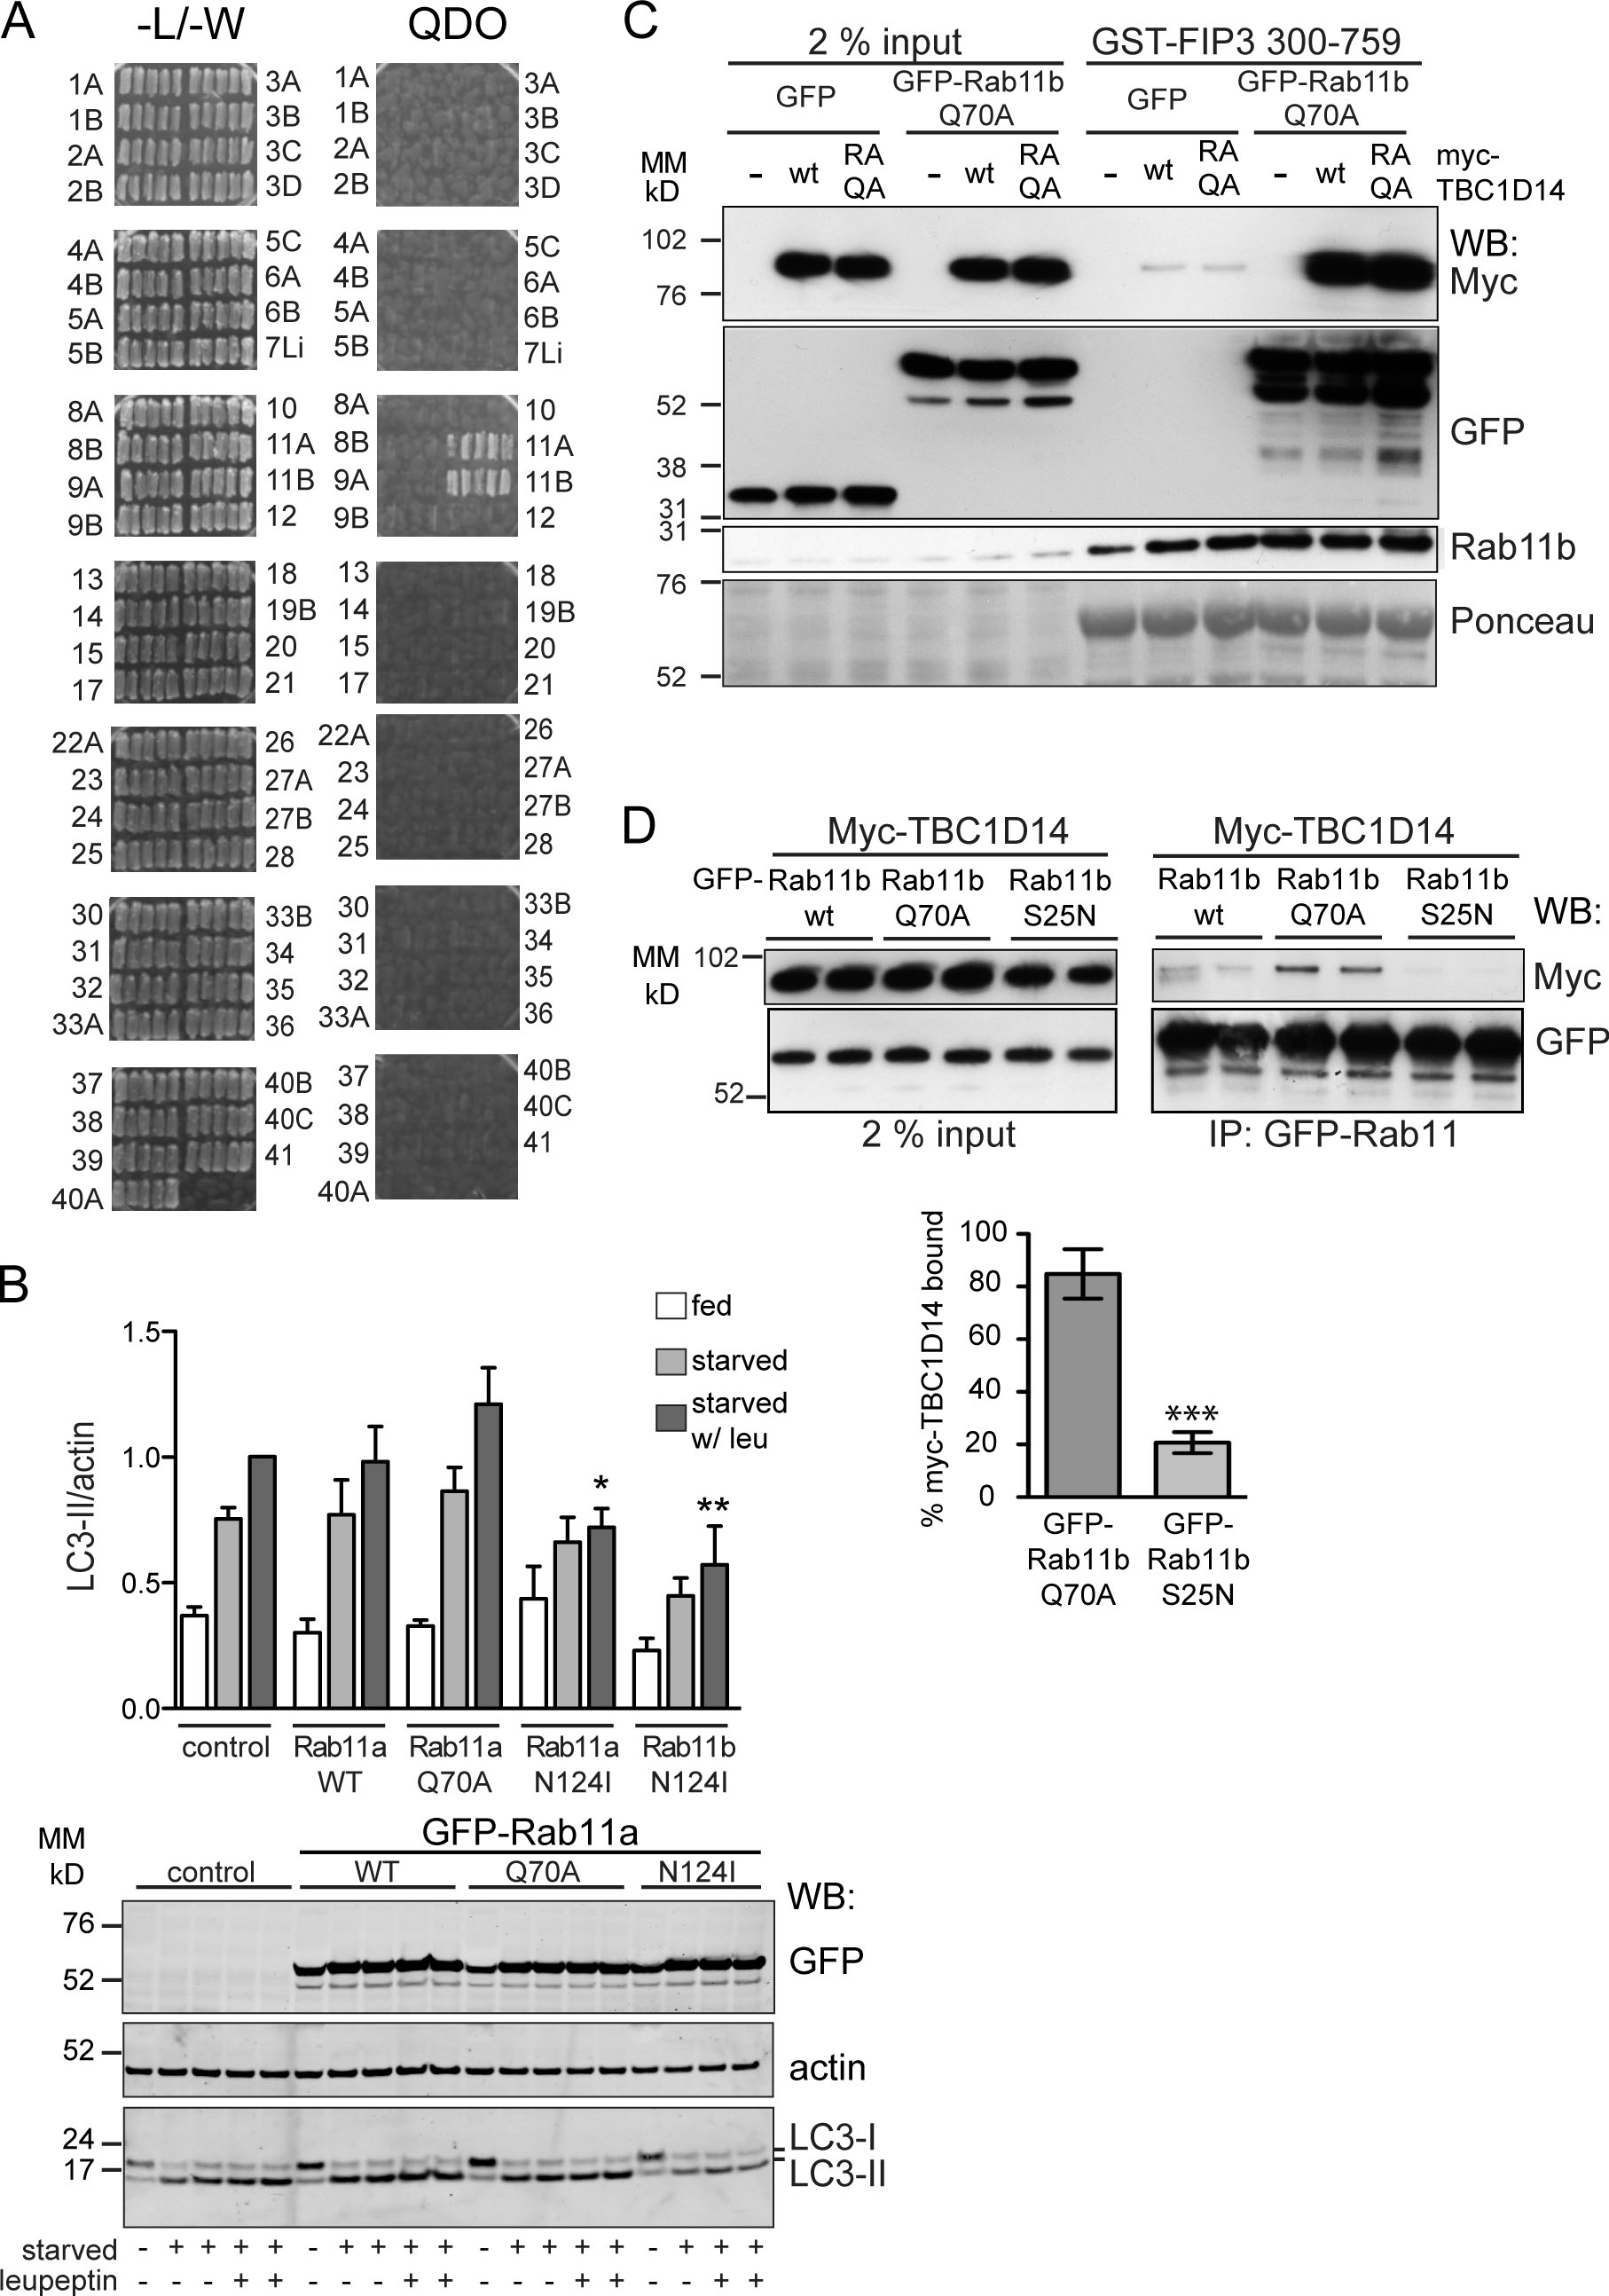 A
-L/-W QDO
1A 3A 1A 3A
1B 3B 1B 3B
2A 3C 2A 3C
2B 3D 2B 3D
4A 5C 4A 5C
4B 6A 4B 6A
5A 6B 5A 6B
5B 7Li 5B 7Li
8A 10 8A 10
8B 11A 8B 11A
9A 11B 9A 11B
9B 12 9B 12
13 18 13 18
14 19B 14 19B
15 20 15 20
17 21 17 21
22A 26 22A 26
23 27A 23 27A
24 27B 24 27B
25 28 25 28
30 33B 30 33B
31 34 31 34
32 35 32 35
33A 36 33A 36
37 40B 37 40B
38 40C 38 40C
39 41 39 41
40A 40A
B
fed
starved
starved
w/ leu
LC3-II/actin
1.5
1.0
0.5
0.0
* **
control Rab11a Rab11a Rab11a Rab11b
WT Q70A N124I N124I
MM
kD
GFP-Rab11a
control WT Q70A N124I
WB:
76
52
GFP
52
actin
24
17
LC3-I
LC3-II
starved - + + + + - + + + + - + + + + - + + +
leupeptin - - - + + - - - + + - - - + + - - + +
C
2 % input GST-FIP3 300-759
GFP GFP-Rab11b GFP GFP-Rab11b
Q70A Q70A
MM
kD
- wt RA - wt RA - wt RA - wt RA
QA QA QA QA
myc-
TBC1D14
102
76
WB:
Myc
52
38
31
GFP
31
Rab11b
76
52
Ponceau
D
Myc-TBC1D14 Myc-TBC1D14
GFP- Rab11b Rab11b Rab11b Rab11b Rab11b Rab11b
wt Q70A S25N wt Q70A S25N
WB:
MM
kD
102
Myc
52
GFP
2 % input IP: GFP-Rab11
% myc-TBC1D14 bound
100
80
60
40
20
0
***
GFP- GFP-
Rab11b Rab11b
Q70A S25N